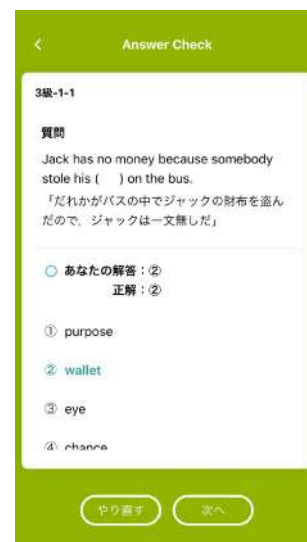 Answer Check
3級-1-1
質問
Jack has no money because somebody
stole his (　) on the bus.
「だれかがバスの中でジャックの財布を盗ん
だので、ジャックは一文無しだ」
あなたの解答：②
正解：②
① purpose
② wallet
③ eye
④ chance
やり直す
次へ